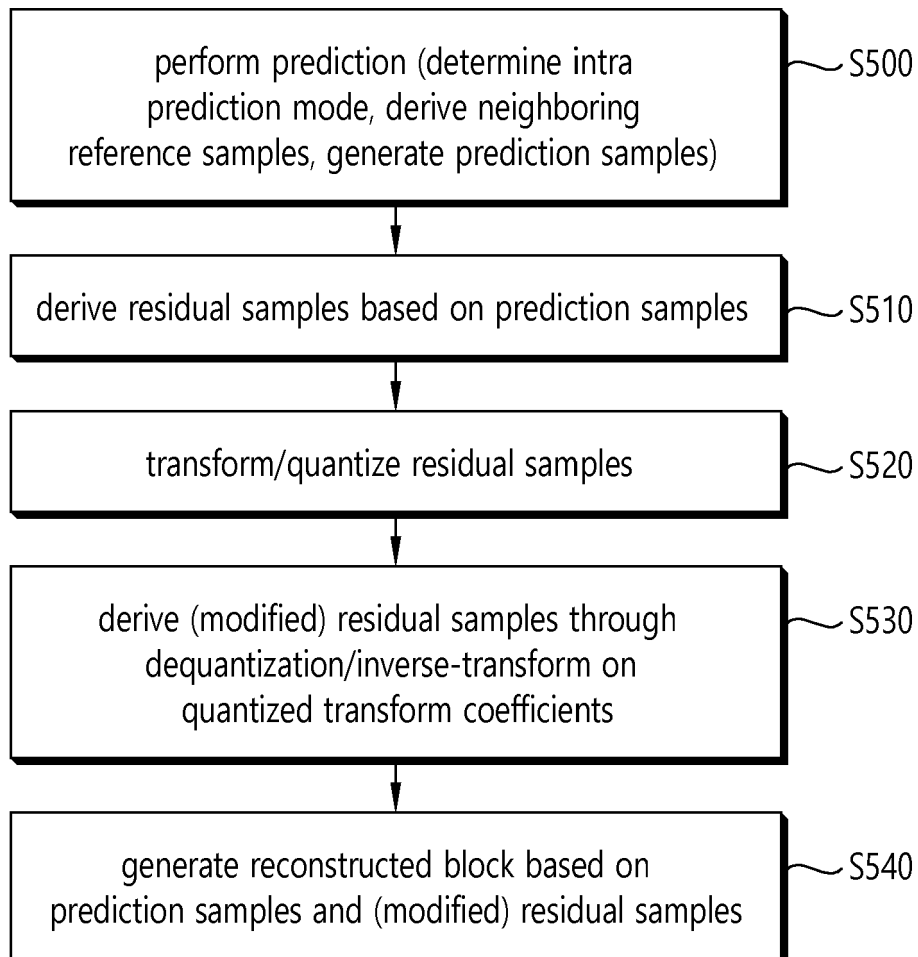 perform prediction (determine intra
prediction mode, derive neighboring
reference samples, generate prediction samples)
S500
derive residual samples based on prediction samples
S510
transform/quantize residual samples
S520
derive (modified) residual samples through
dequantization/inverse-transform on
quantized transform coefficients
S530
generate reconstructed block based on
prediction samples and (modified) residual samples
S540